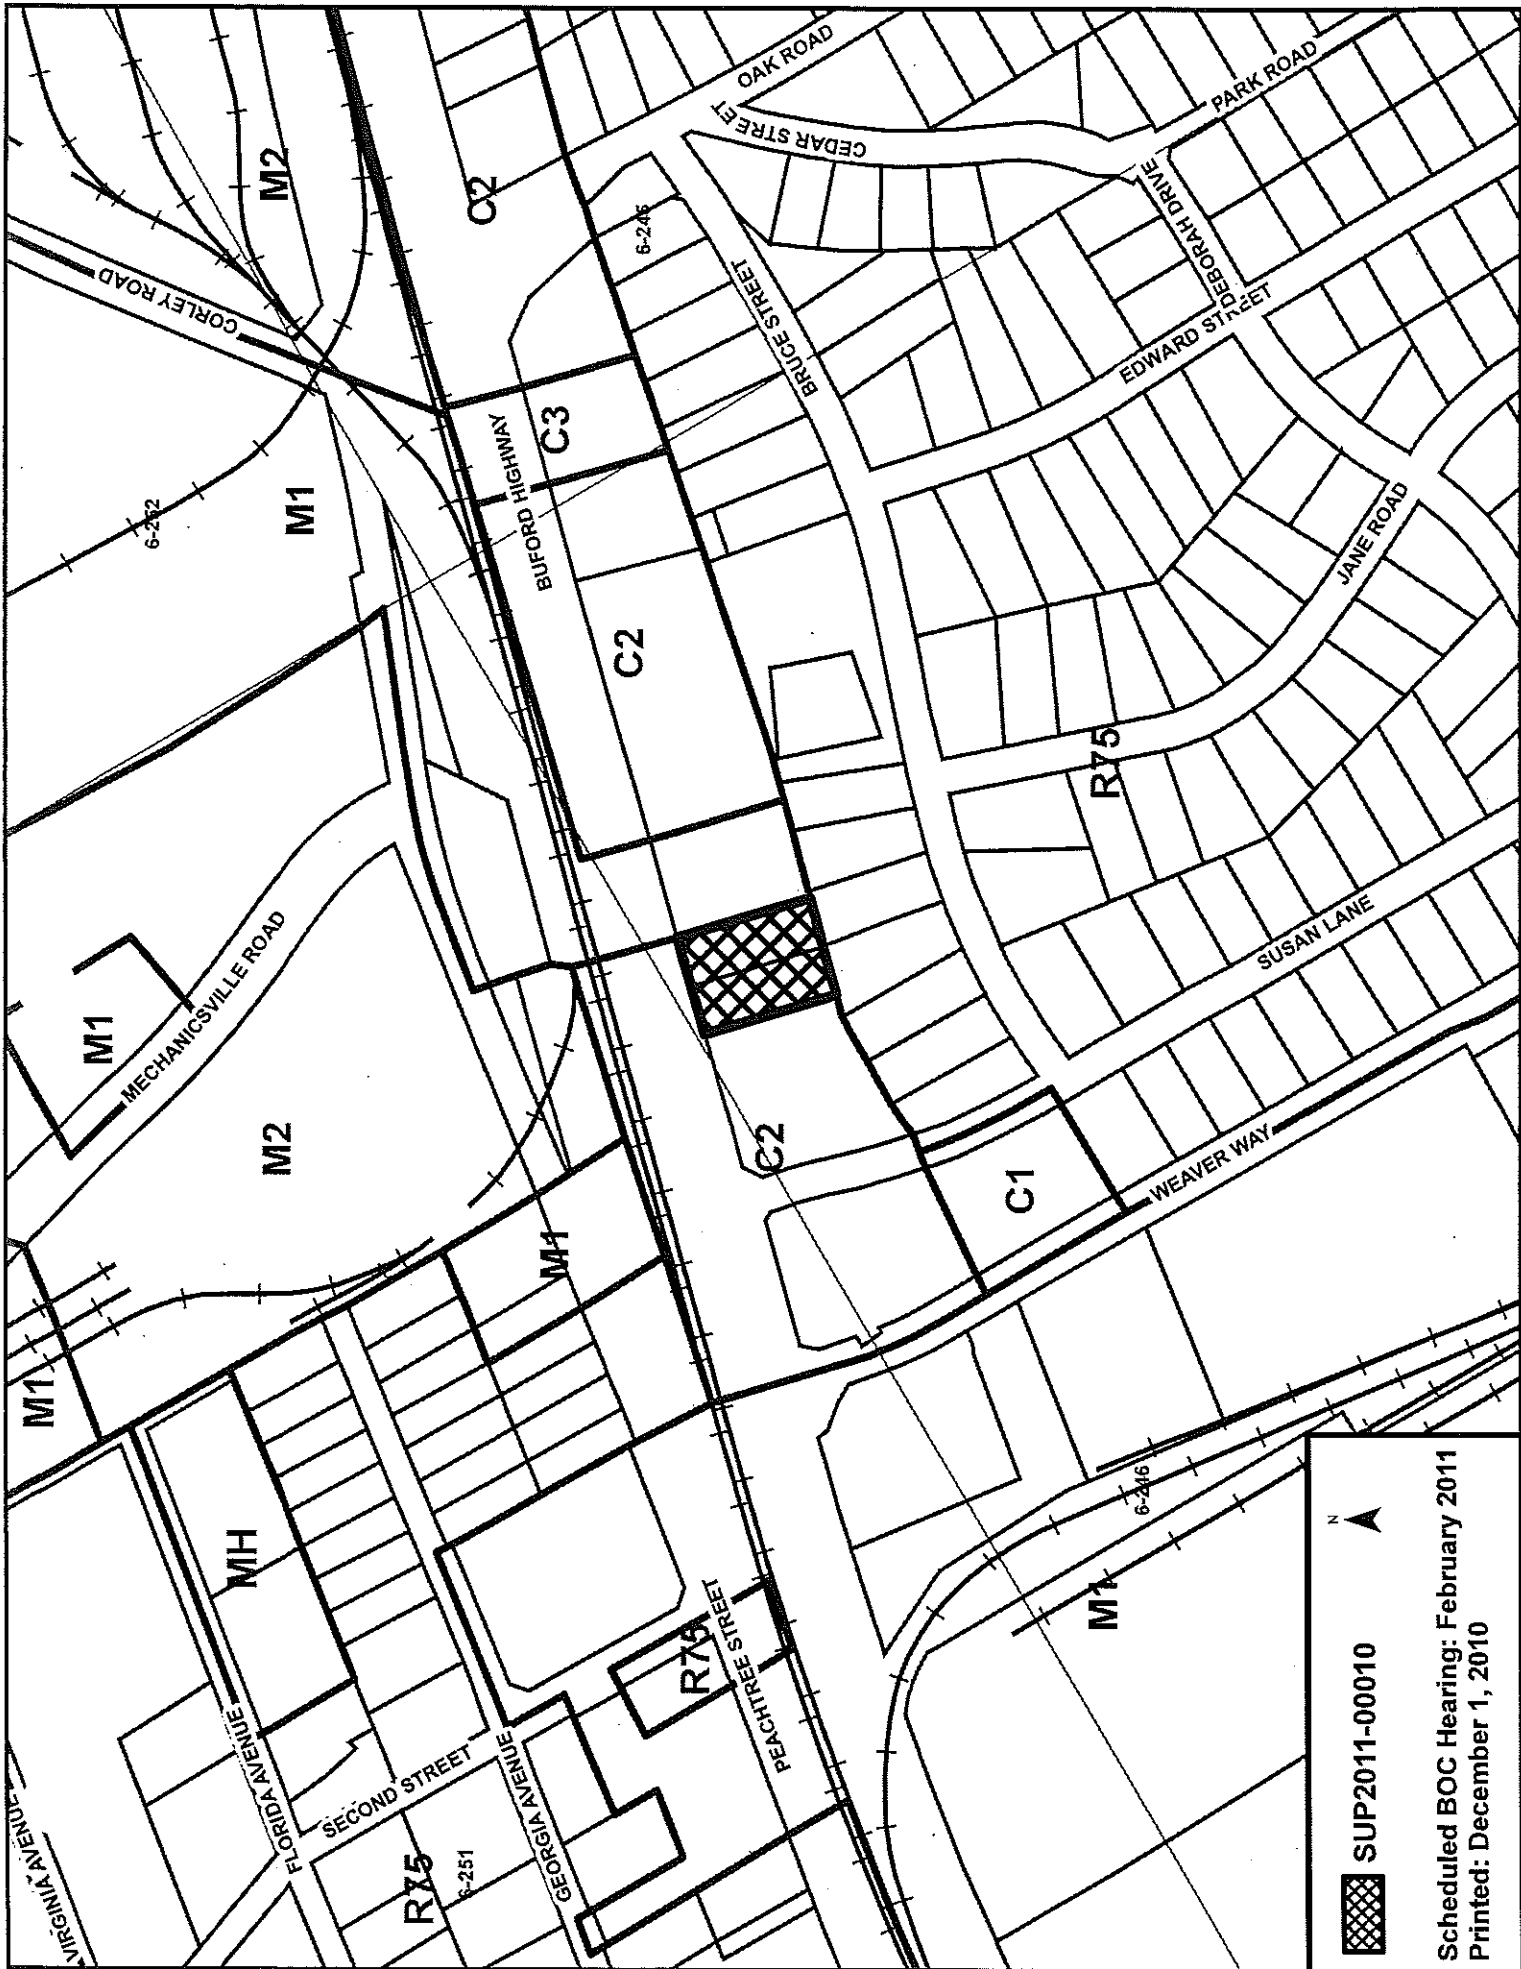 VIRGINIA AVENUE
FLORIDA AVENUE
SECOND STREET
R75
6-251
GEORGIA AVENUE
MH
M1
R75
PEACHTREE STREET
M1
M2
M1
MECHANICSVILLE ROAD
M1
6-252
M1
CORLEY ROAD
M2
BUFORD HIGHWAY
C2
C3
C2
C2
C1
WEAVER WAY
SUSAN LANE
R75
JANE ROAD
BRUCE STREET
EDWARD STREET
DEBORAH DRIVE
CEDAR STREET
OAK ROAD
PARK ROAD
6-246
6-246
M1
N
SUP2011-00010
Scheduled BOC Hearing: February 2011
Printed: December 1, 2010